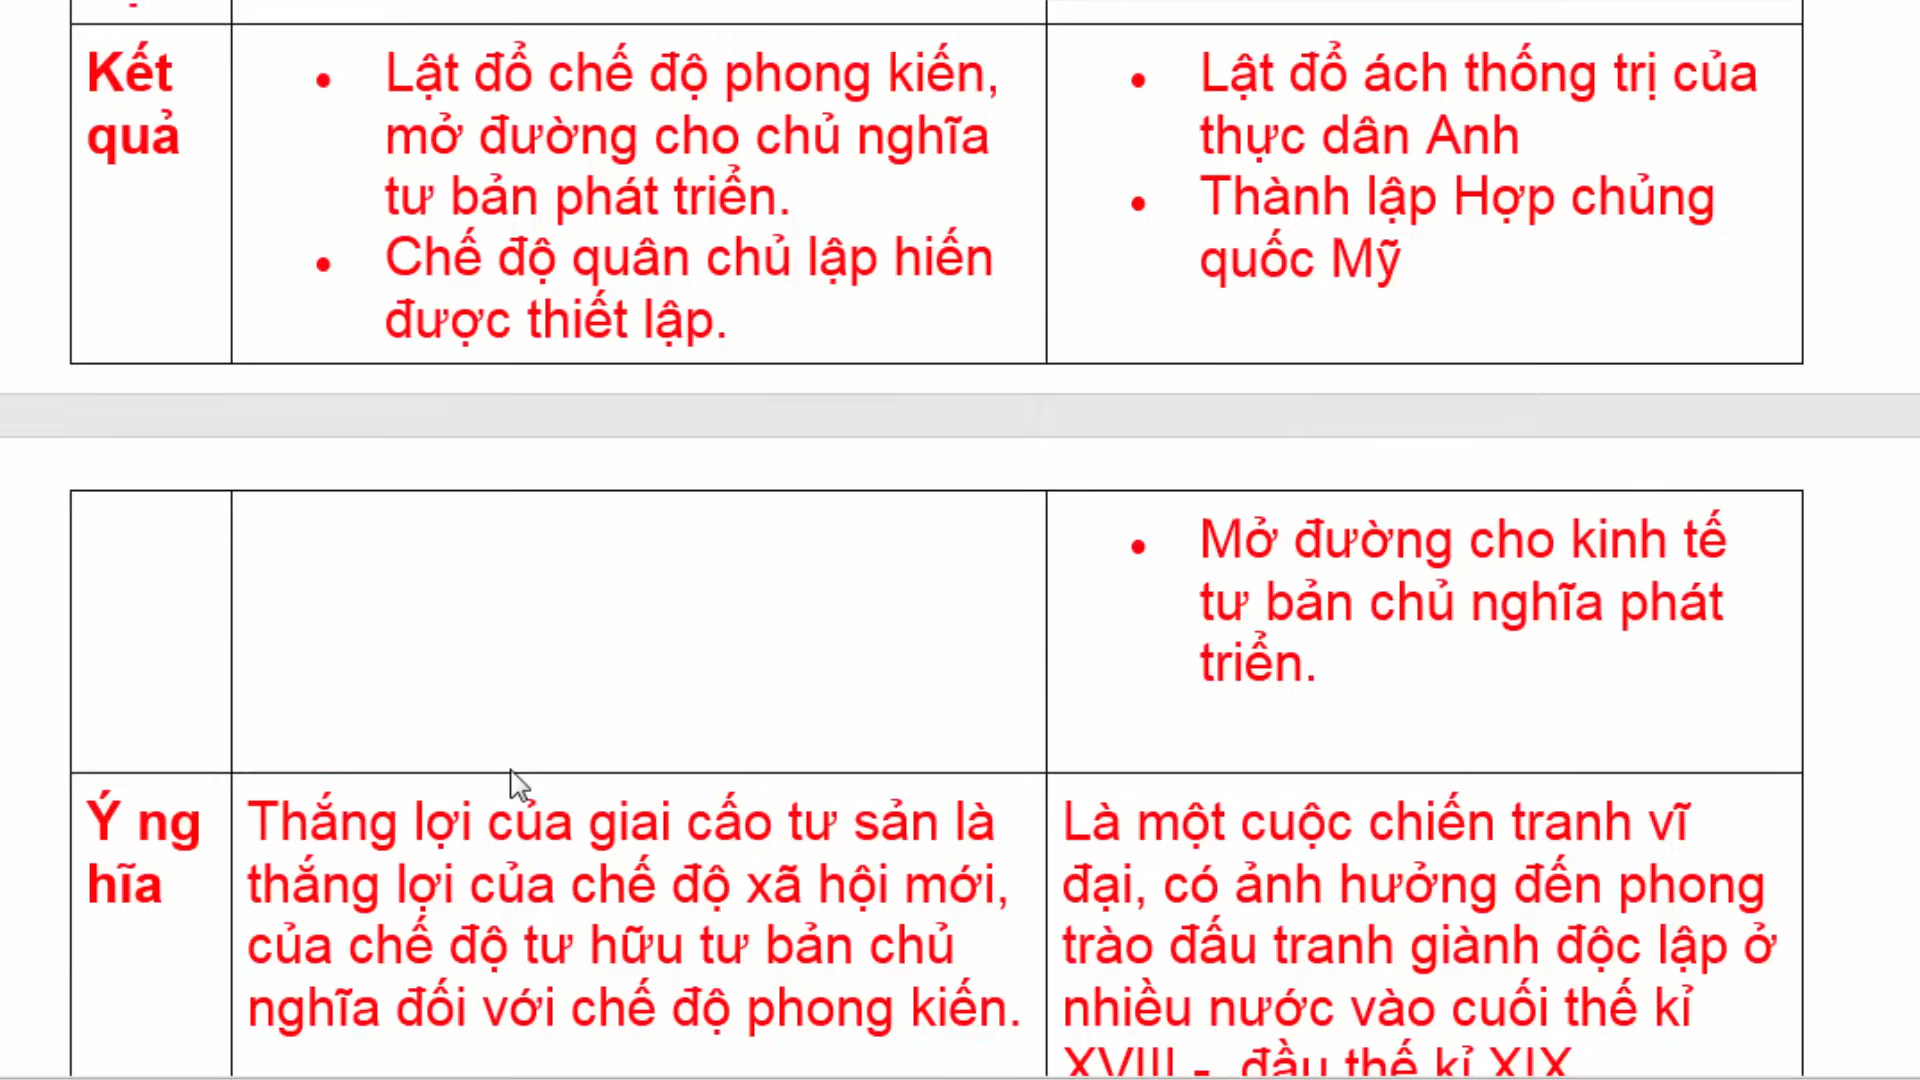 Kết
quả
Lật đổ chế độ phong kiến,
mở đường cho chủ nghĩa
tư bản phát triển.
Chế độ quân chủ lập hiến
được thiết lập.
Lật đổ ách thống trị của
thực dân Anh
Thành lập Hợp chủng
quốc Mỹ
Mở đường cho kinh tế
tư bản chủ nghĩa phát
triển.
Ý ng
hĩa
Thắng lợi của giai cấo tư sản là
thắng lợi của chế độ xã hội mới,
của chế độ tư hữu tư bản chủ
nghĩa đối với chế độ phong kiến.
Là một cuộc chiến tranh vĩ
đại, có ảnh hưởng đến phong
trào đấu tranh giành độc lập ở
nhiều nước vào cuối thế kỉ
XVIII - đầu thế kỉ XIX